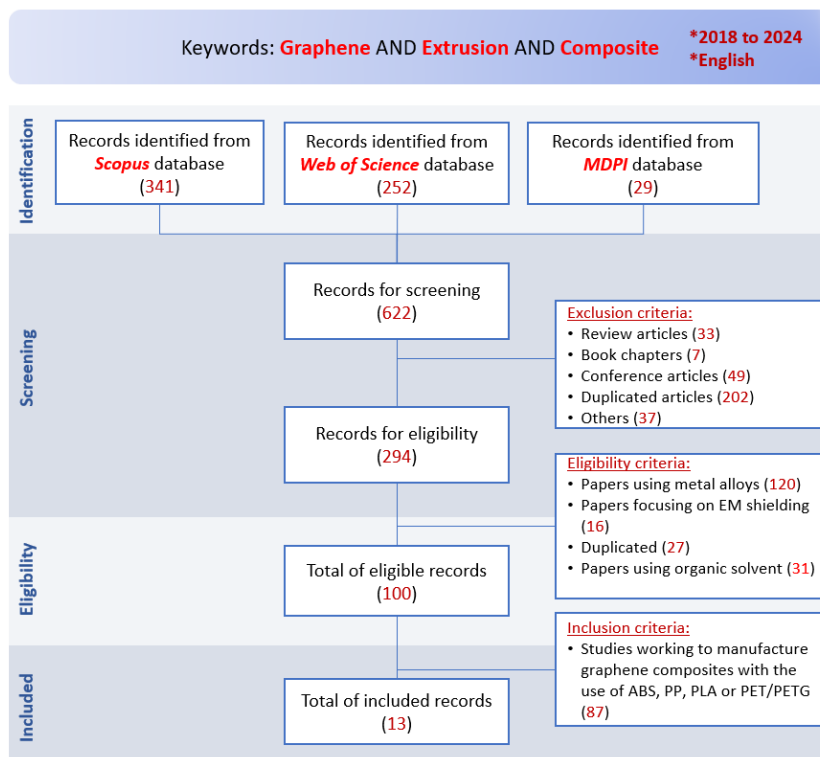 Keywords: Graphene AND Extrusion AND Composite
*2018 to 2024
*English
Identification
Records identified from
Scopus database
(341)
Records identified from
Web of Science database
(252)
Records identified from
MDPI database
(29)
Screening
Records for screening
(622)
Exclusion criteria:
• Review articles (33)
• Book chapters (7)
• Conference articles (49)
• Duplicated articles (202)
• Others (37)
Records for eligibility
(294)
Eligibility criteria:
• Papers using metal alloys (120)
• Papers focusing on EM shielding
(16)
• Duplicated (27)
• Papers using organic solvent (31)
Eligibility
Total of eligible records
(100)
Inclusion criteria:
• Studies working to manufacture
graphene composites with the
use of ABS, PP, PLA or PET/PETG
(87)
Included
Total of included records
(13)